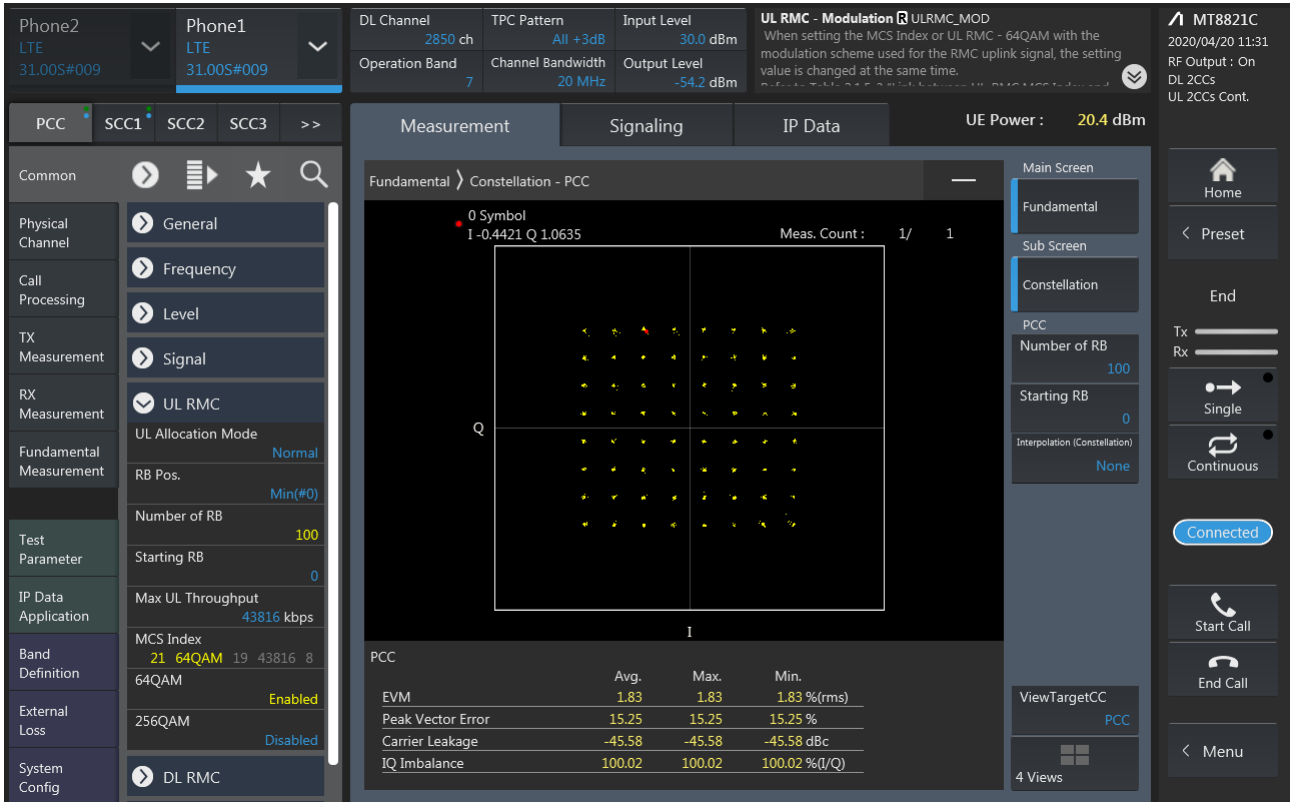 Phone2
LTE
31.00S#009
Phone1
LTE
31.00S#009
DL Channel
2850 ch
TPC Pattern
All +3dB
Input Level
30.0 dBm
Operation Band
7
Channel Bandwidth
20 MHz
Output Level
-54.2 dBm
UL RMC - Modulation R ULRMC_MOD
When setting the MCS Index or UL RMC - 64QAM with the
modulation scheme used for the RMC uplink signal, the setting
value is changed at the same time.
MT8821C
2020/04/20 11:31
RF Output : On
DL 2CCs
UL 2CCs Cont.
PCC
SCC1
SCC2
SCC3
>>
Measurement
Signaling
IP Data
UE Power : 20.4 dBm
Common
Physical
Channel
Call
Processing
TX
Measurement
RX
Measurement
Fundamental
Measurement
Test
Parameter
IP Data
Application
Band
Definition
External
Loss
System
Config
General
Frequency
Level
Signal
UL RMC
UL Allocation Mode
Normal
RB Pos.
Min(#0)
Number of RB
100
Starting RB
0
Max UL Throughput
43816 kbps
MCS Index
21 64QAM 19 43816 8
64QAM
Enabled
256QAM
Disabled
DL RMC
Fundamental ⟩ Constellation - PCC
0 Symbol
I -0.4421 Q 1.0635
Meas. Count : 1/ 1
Q
I
PCC
Avg. Max. Min.
EVM 1.83 1.83 1.83 %(rms)
Peak Vector Error 15.25 15.25 15.25 %
Carrier Leakage -45.58 -45.58 -45.58 dBc
IQ Imbalance 100.02 100.02 100.02 %(I/Q)
Main Screen
Fundamental
Sub Screen
Constellation
PCC
Number of RB
100
Starting RB
0
Interpolation (Constellation)
None
ViewTargetCC
PCC
4 Views
Home
< Preset
End
Tx
Rx
Single
Continuous
Connected
Start Call
End Call
< Menu